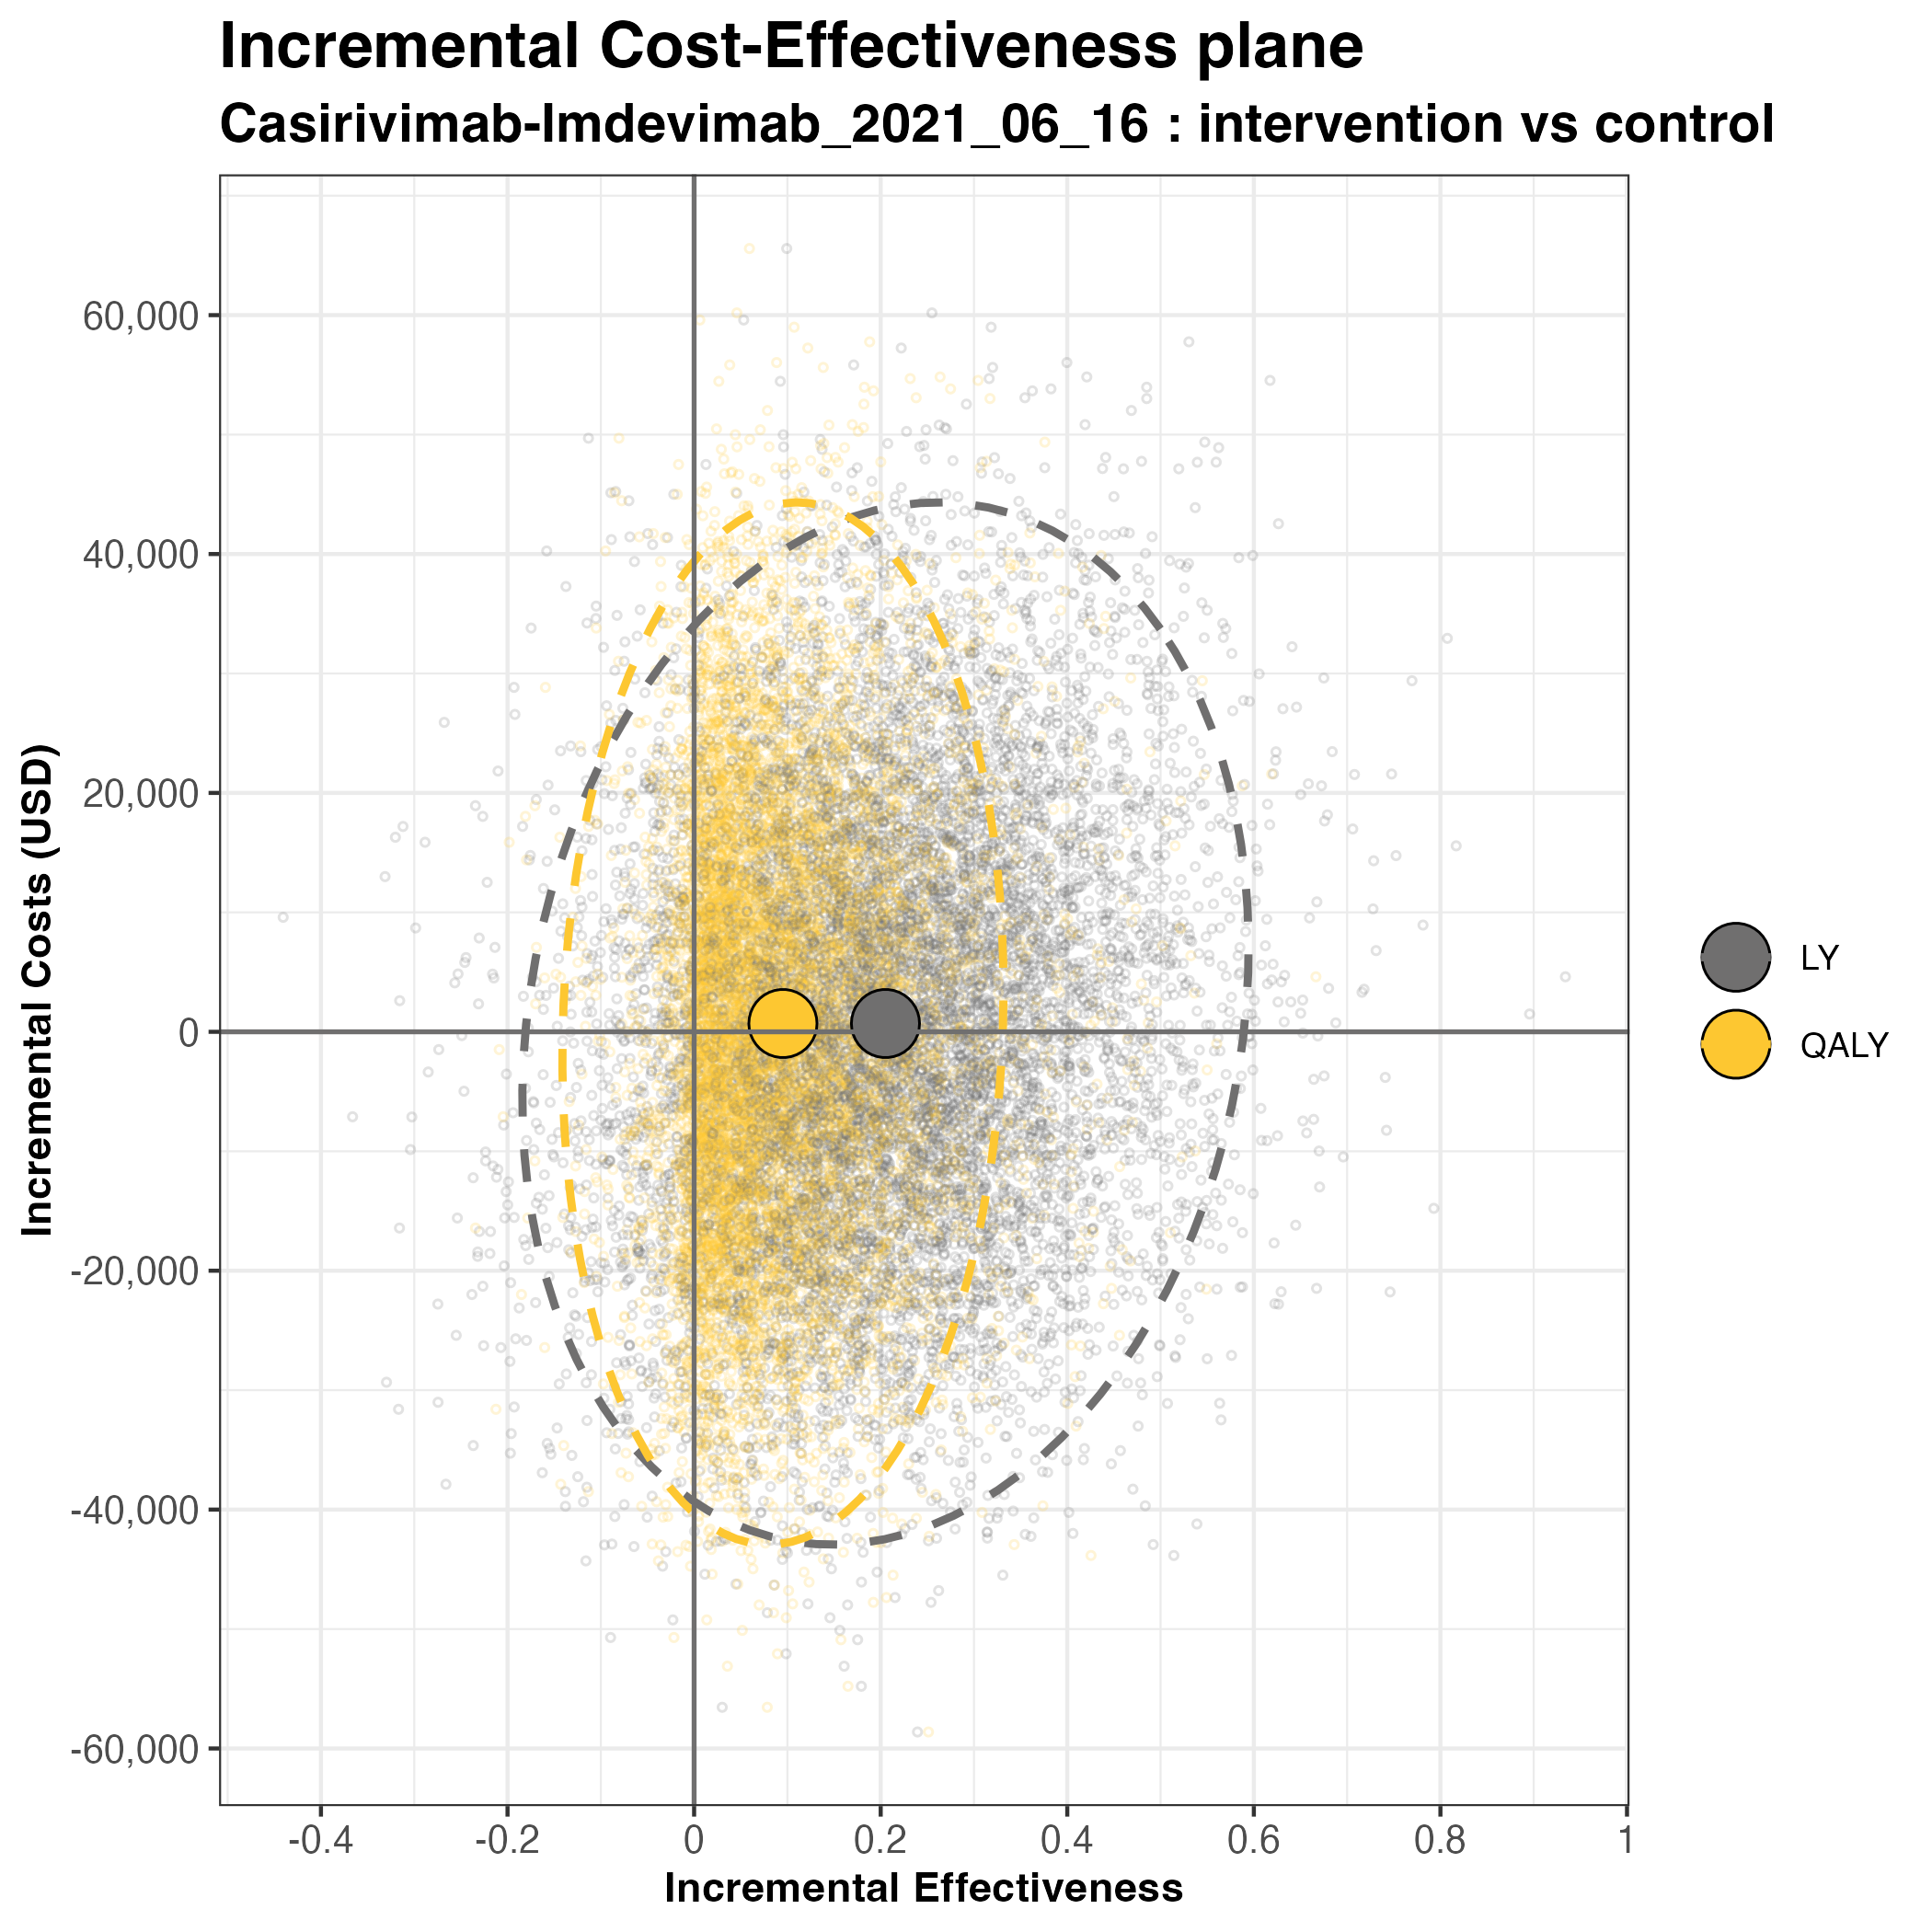 Incremental Cost-Effectiveness plane
Casirivimab-Imdevimab_2021_06_16 : intervention vs control
Incremental Costs (USD)
60,000
40,000
20,000
0
-20,000
-40,000
-60,000
-0.4 -0.2 0 0.2 0.4 0.6 0.8 1
Incremental Effectiveness
LY
QALY